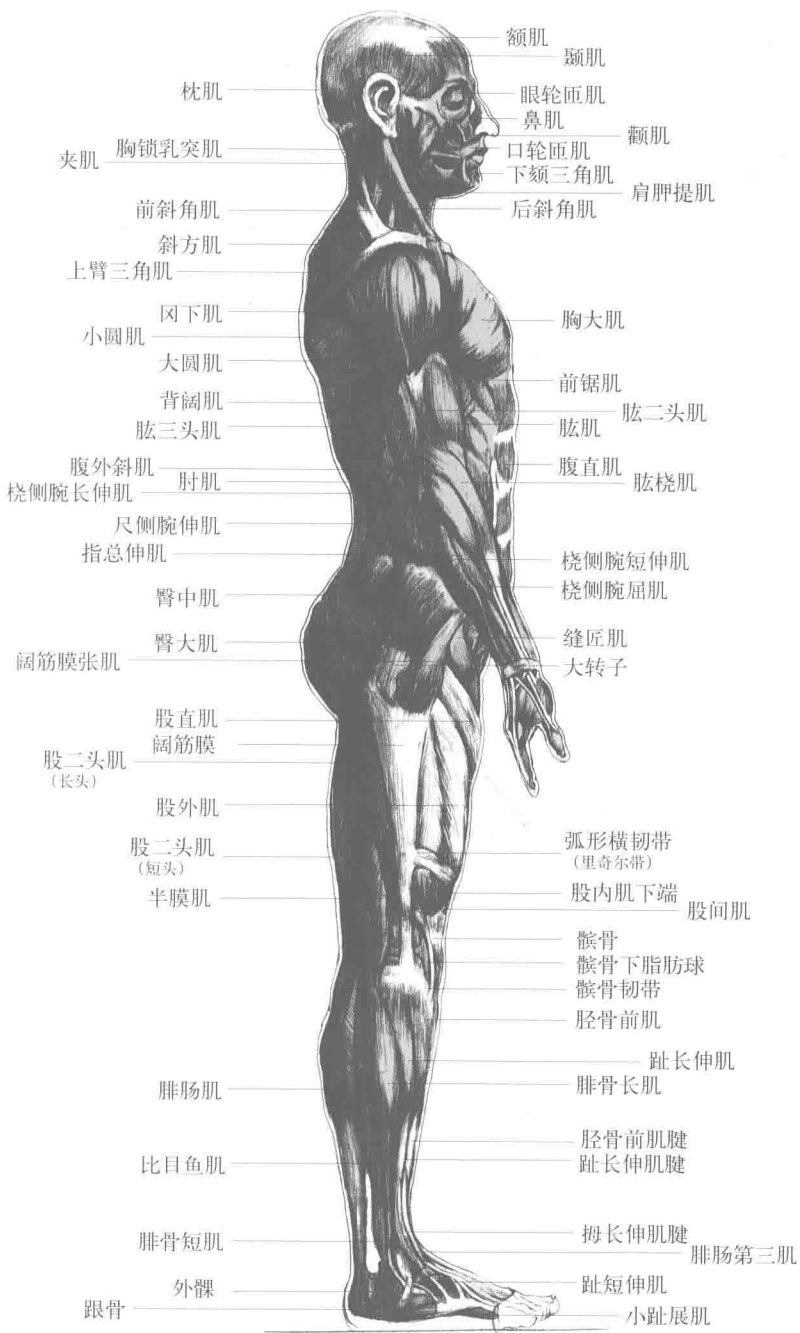 额肌
颞肌
枕肌
眼轮匝肌
鼻肌
颧肌
胸锁乳突肌
口轮匝肌
夹肌
下颏三角肌
肩胛提肌
前斜角肌
后斜角肌
斜方肌
上臂三角肌
冈下肌
胸大肌
小圆肌
大圆肌
前锯肌
背阔肌
肱二头肌
肱三头肌
肱肌
腹外斜肌
腹直肌
肘肌
肱桡肌
桡侧腕长伸肌
尺侧腕伸肌
指总伸肌
桡侧腕短伸肌
桡侧腕屈肌
臀中肌
臀大肌
缝匠肌
阔筋膜张肌
大转子
股直肌
阔筋膜
股二头肌
(长头)
股外肌
股二头肌
(短头)
弧形横韧带
(里奇尔带)
半膜肌
股内肌下端
股间肌
髌骨
髌骨下脂肪球
髌骨韧带
胫骨前肌
趾长伸肌
腓肠肌
腓骨长肌
胫骨前肌腱
比目鱼肌
趾长伸肌腱
拇长伸肌腱
腓骨短肌
腓肠第三肌
外髁
趾短伸肌
跟骨
小趾展肌